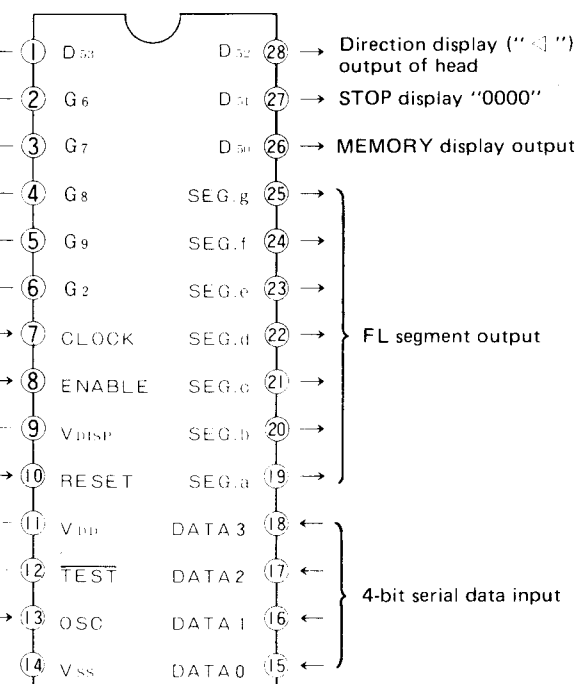 1 D53 D52 28 → Direction display ("◁")
output of head
2 G6 D51 27 → STOP display "0000"
3 G7 D50 26 → MEMORY display output
4 G8 SEG.g 25 →
5 G9 SEG.f 24 →
6 G2 SEG.e 23 →
7 CLOCK SEG.d 22 → FL segment output
8 ENABLE SEG.c 21 →
9 VDISP SEG.b 20 →
10 RESET SEG.a 19 →
11 VDD DATA3 18 ←
12 TEST DATA2 17 ←
4-bit serial data input
13 OSC DATA1 16 ←
14 VSS DATA0 15 ←